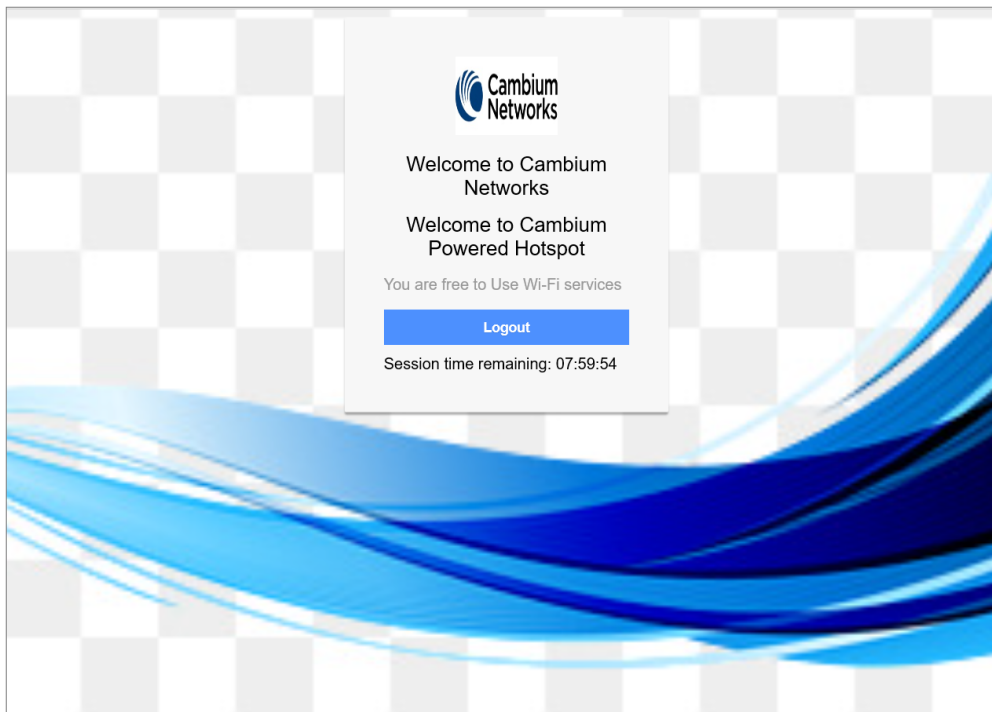 Cambium
Networks
Welcome to Cambium
Networks
Welcome to Cambium
Powered Hotspot
You are free to Use Wi-Fi services
Logout
Session time remaining: 07:59:54